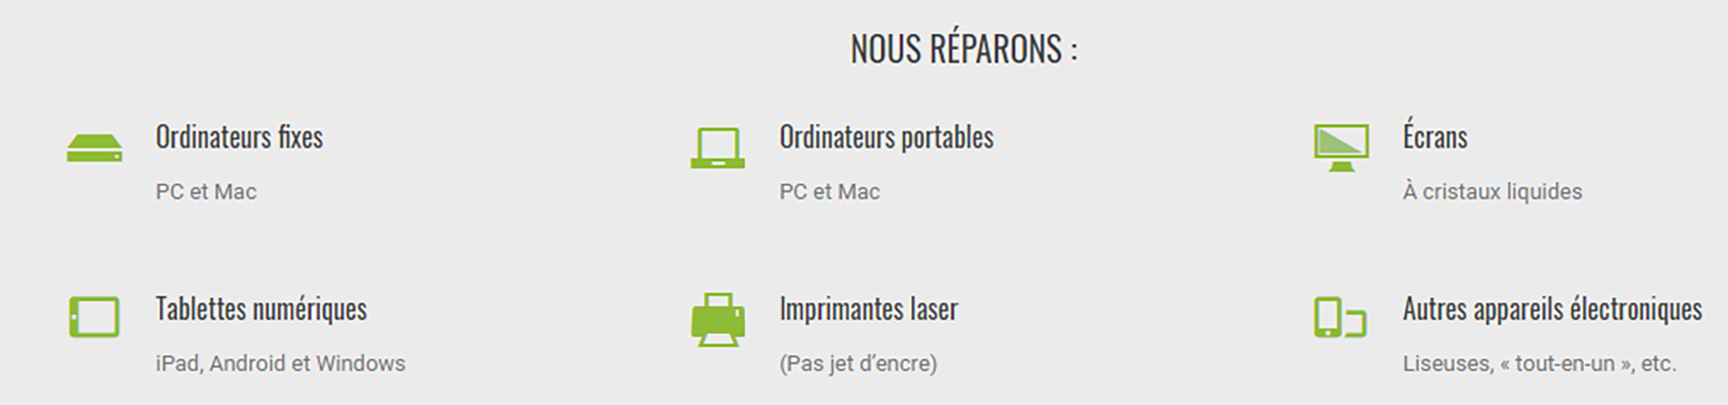 NOUS RÉPARONS :
Ordinateurs fixes
PC et Mac
Ordinateurs portables
PC et Mac
Écrans
À cristaux liquides
Tablettes numériques
iPad, Android et Windows
Imprimantes laser
(Pas jet d’encre)
Autres appareils électroniques
Liseuses, « tout-en-un », etc.